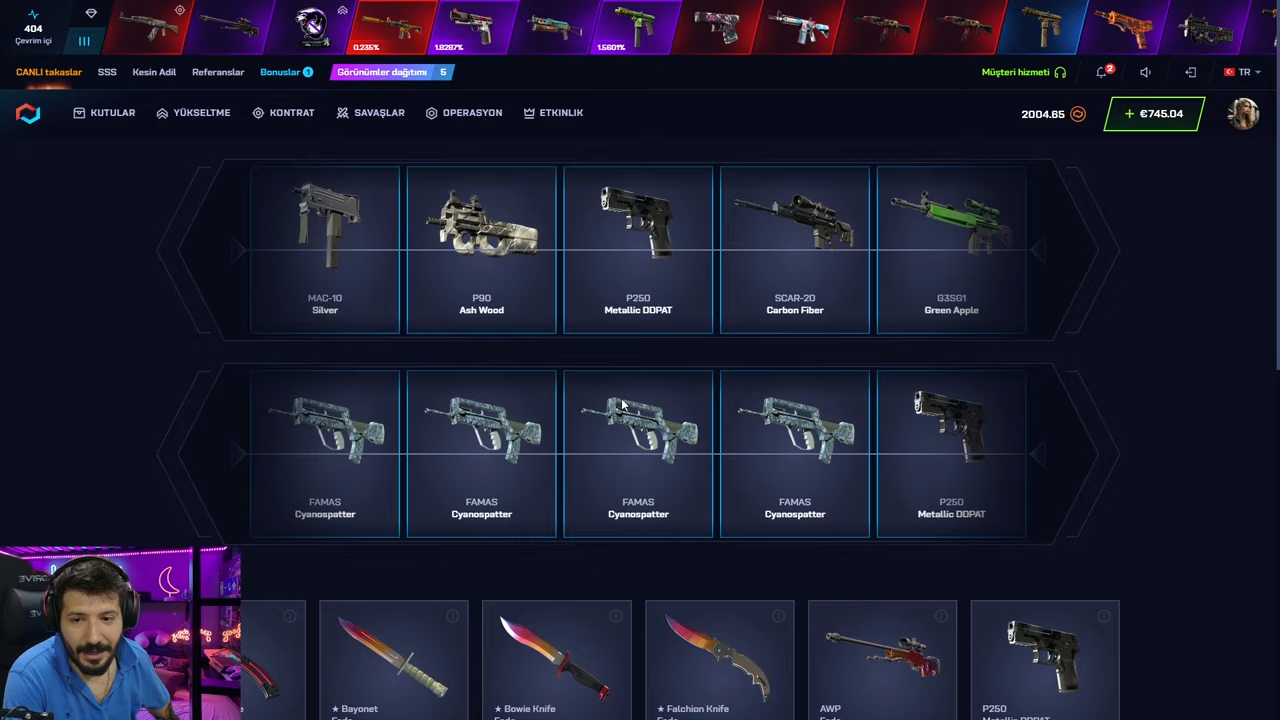 404
Çevrim içi
0.235%
1.8287%
1.5601%
CANLI takaslar
SSS
Kesin Adil
Referanslar
Bonuslar 1
Görünümler dağıtımı 5
Müşteri hizmeti
2
TR
KUTULAR
YÜKSELTME
KONTRAT
SAVAŞLAR
OPERASYON
ETKINLIK
2004.65
+ €745.04
MAC-10
Silver
P90
Ash Wood
P250
Metallic DDPAT
SCAR-20
Carbon Fiber
G3SG1
Green Apple
FAMAS
Cyanospatter
FAMAS
Cyanospatter
FAMAS
Cyanospatter
FAMAS
Cyanospatter
P250
Metallic DDPAT
★ Bayonet
★ Bowie Knife
★ Falchion Knife
AWP
P250